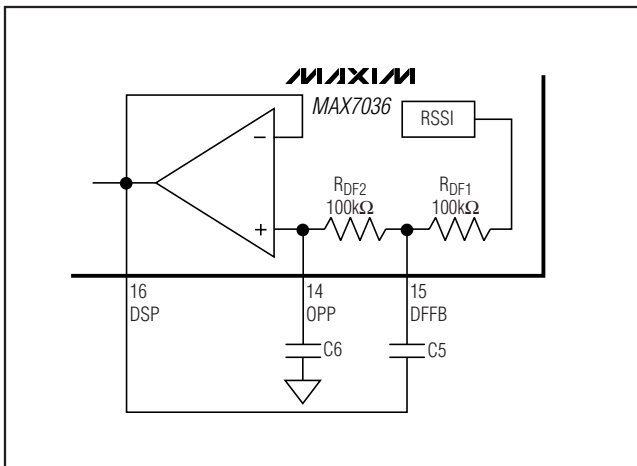 MAXIM
MAX7036
RSSI
−
+
RDF2
100kΩ
RDF1
100kΩ
16
DSP
14
OPP
15
DFFB
C6
C5